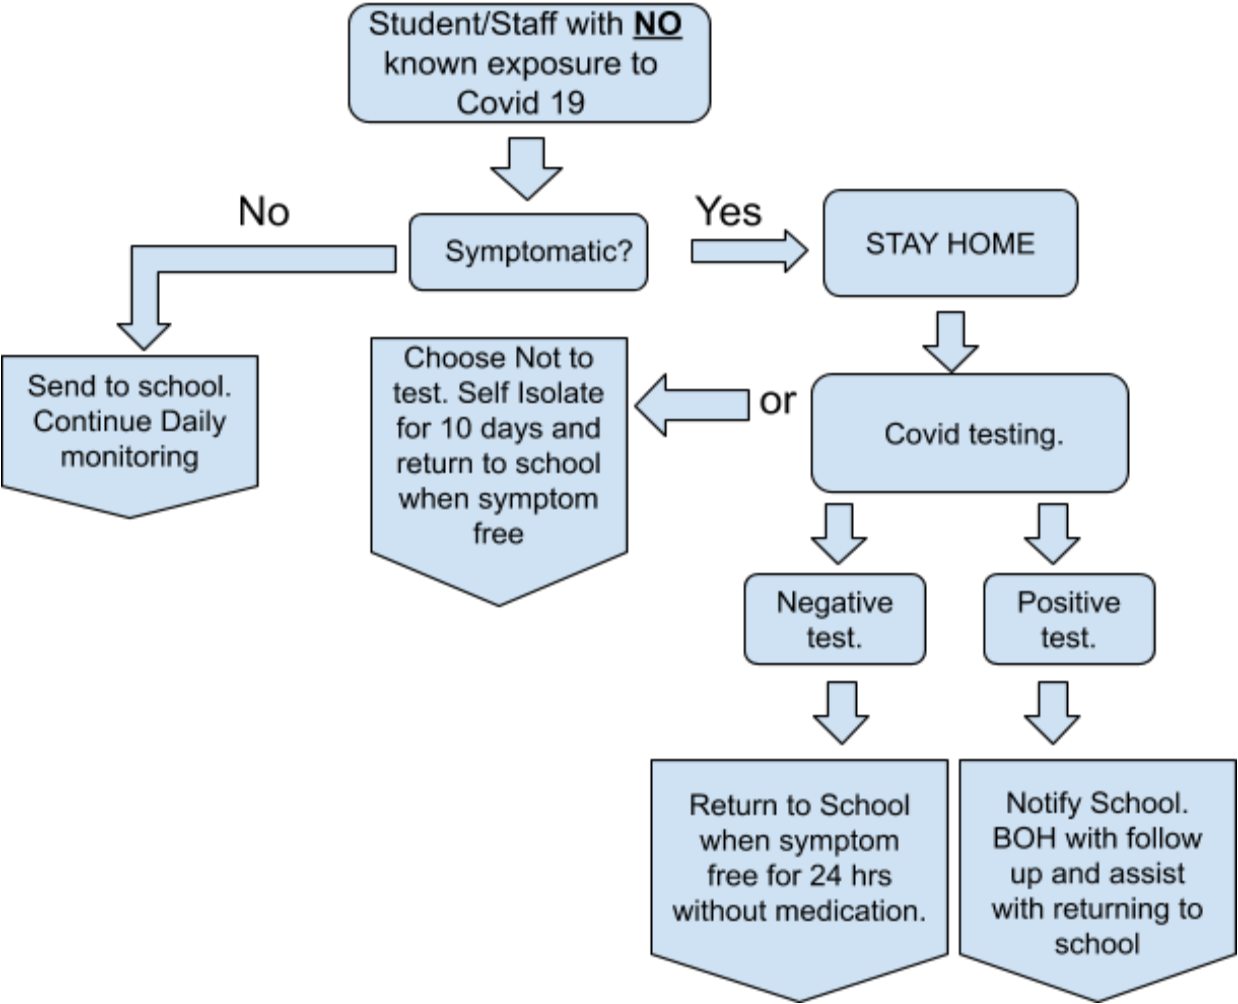 Student/Staff with NO
known exposure to
Covid 19
No
Symptomatic?
Yes
STAY HOME
Send to school.
Continue Daily
monitoring
Choose Not to
test. Self Isolate
for 10 days and
return to school
when symptom
free
or
Covid testing.
Negative
test.
Positive
test.
Return to School
when symptom
free for 24 hrs
without medication.
Notify School.
BOH with follow
up and assist
with returning to
school